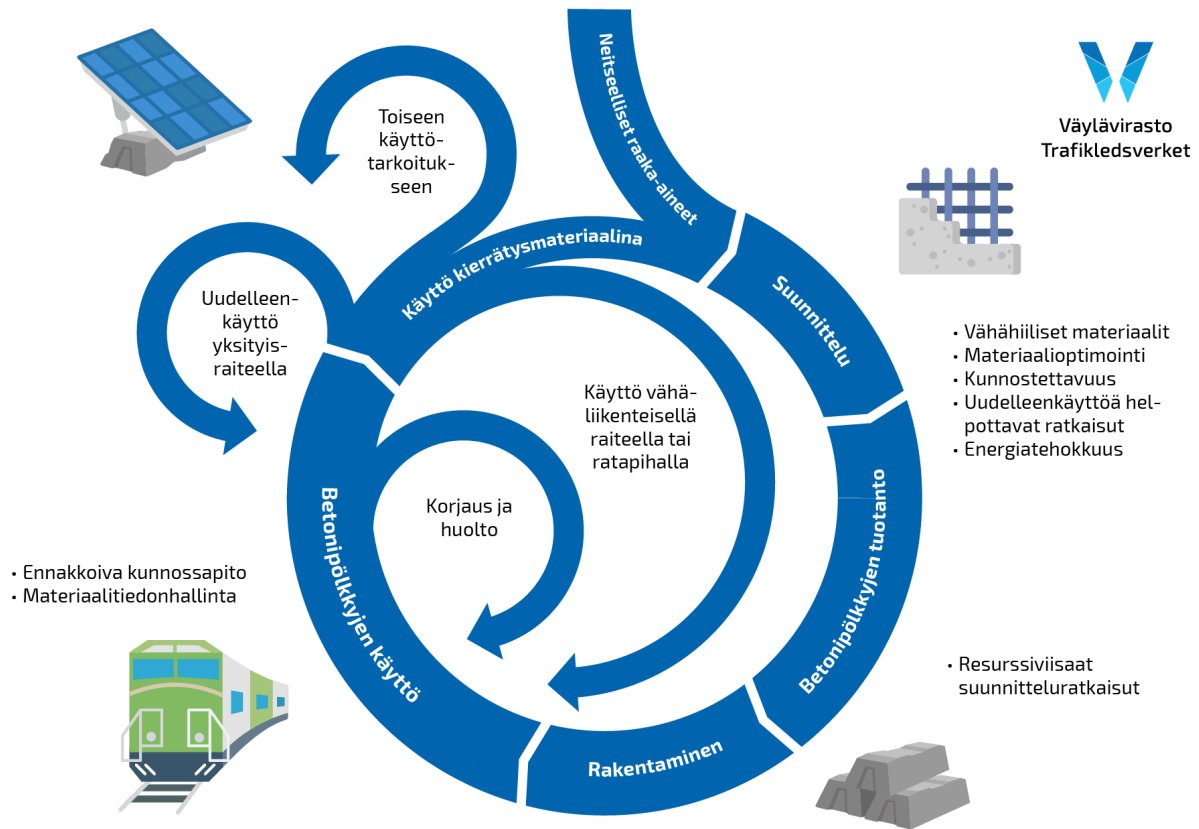 Väylävirasto
Trafikledsverket
Neitseelliset raaka-aineet
Toiseen
käyttö-
tarkoituk-
seen
Käyttö kierrätysmateriaalina
Suunnittelu
Uudelleen-
käyttö
yksityis-
raiteella
• Vähähiiliset materiaalit
• Materiaalioptimointi
• Kunnostettavuus
• Uudelleenkäyttöä hel-
pottavat ratkaisut
• Energiatehokkuus
Käyttö vähä-
liikenteisellä
raiteella tai
ratapihalla
Korjaus ja
huolto
Betonipölkkyjen tuotanto
Betonipölkkyjen käyttö
• Ennakkoiva kunnossapito
• Materiaalitiedonhallinta
• Resurssiviisaat
suunnitteluratkaisut
Rakentaminen